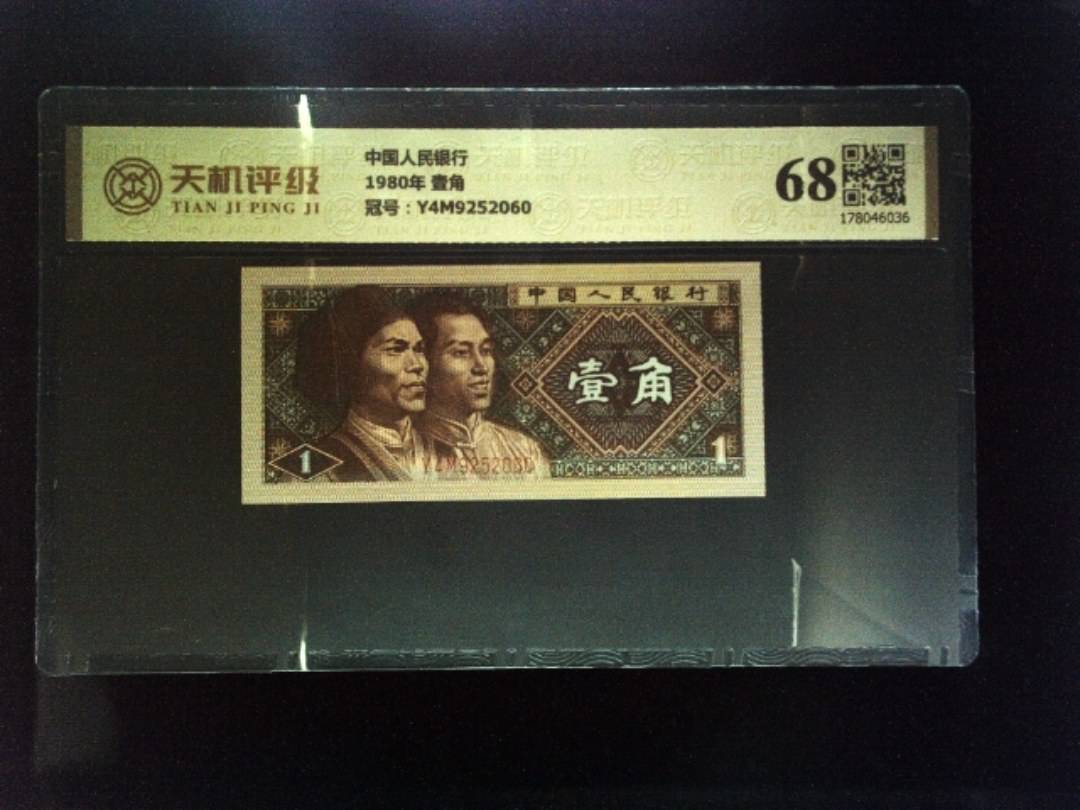 天机评级
TIAN JI PING JI
中国人民银行
1980年 壹角
冠号：Y4M9252060
68
178046036
中国人民银行
壹角
1
Y4M9252060
1